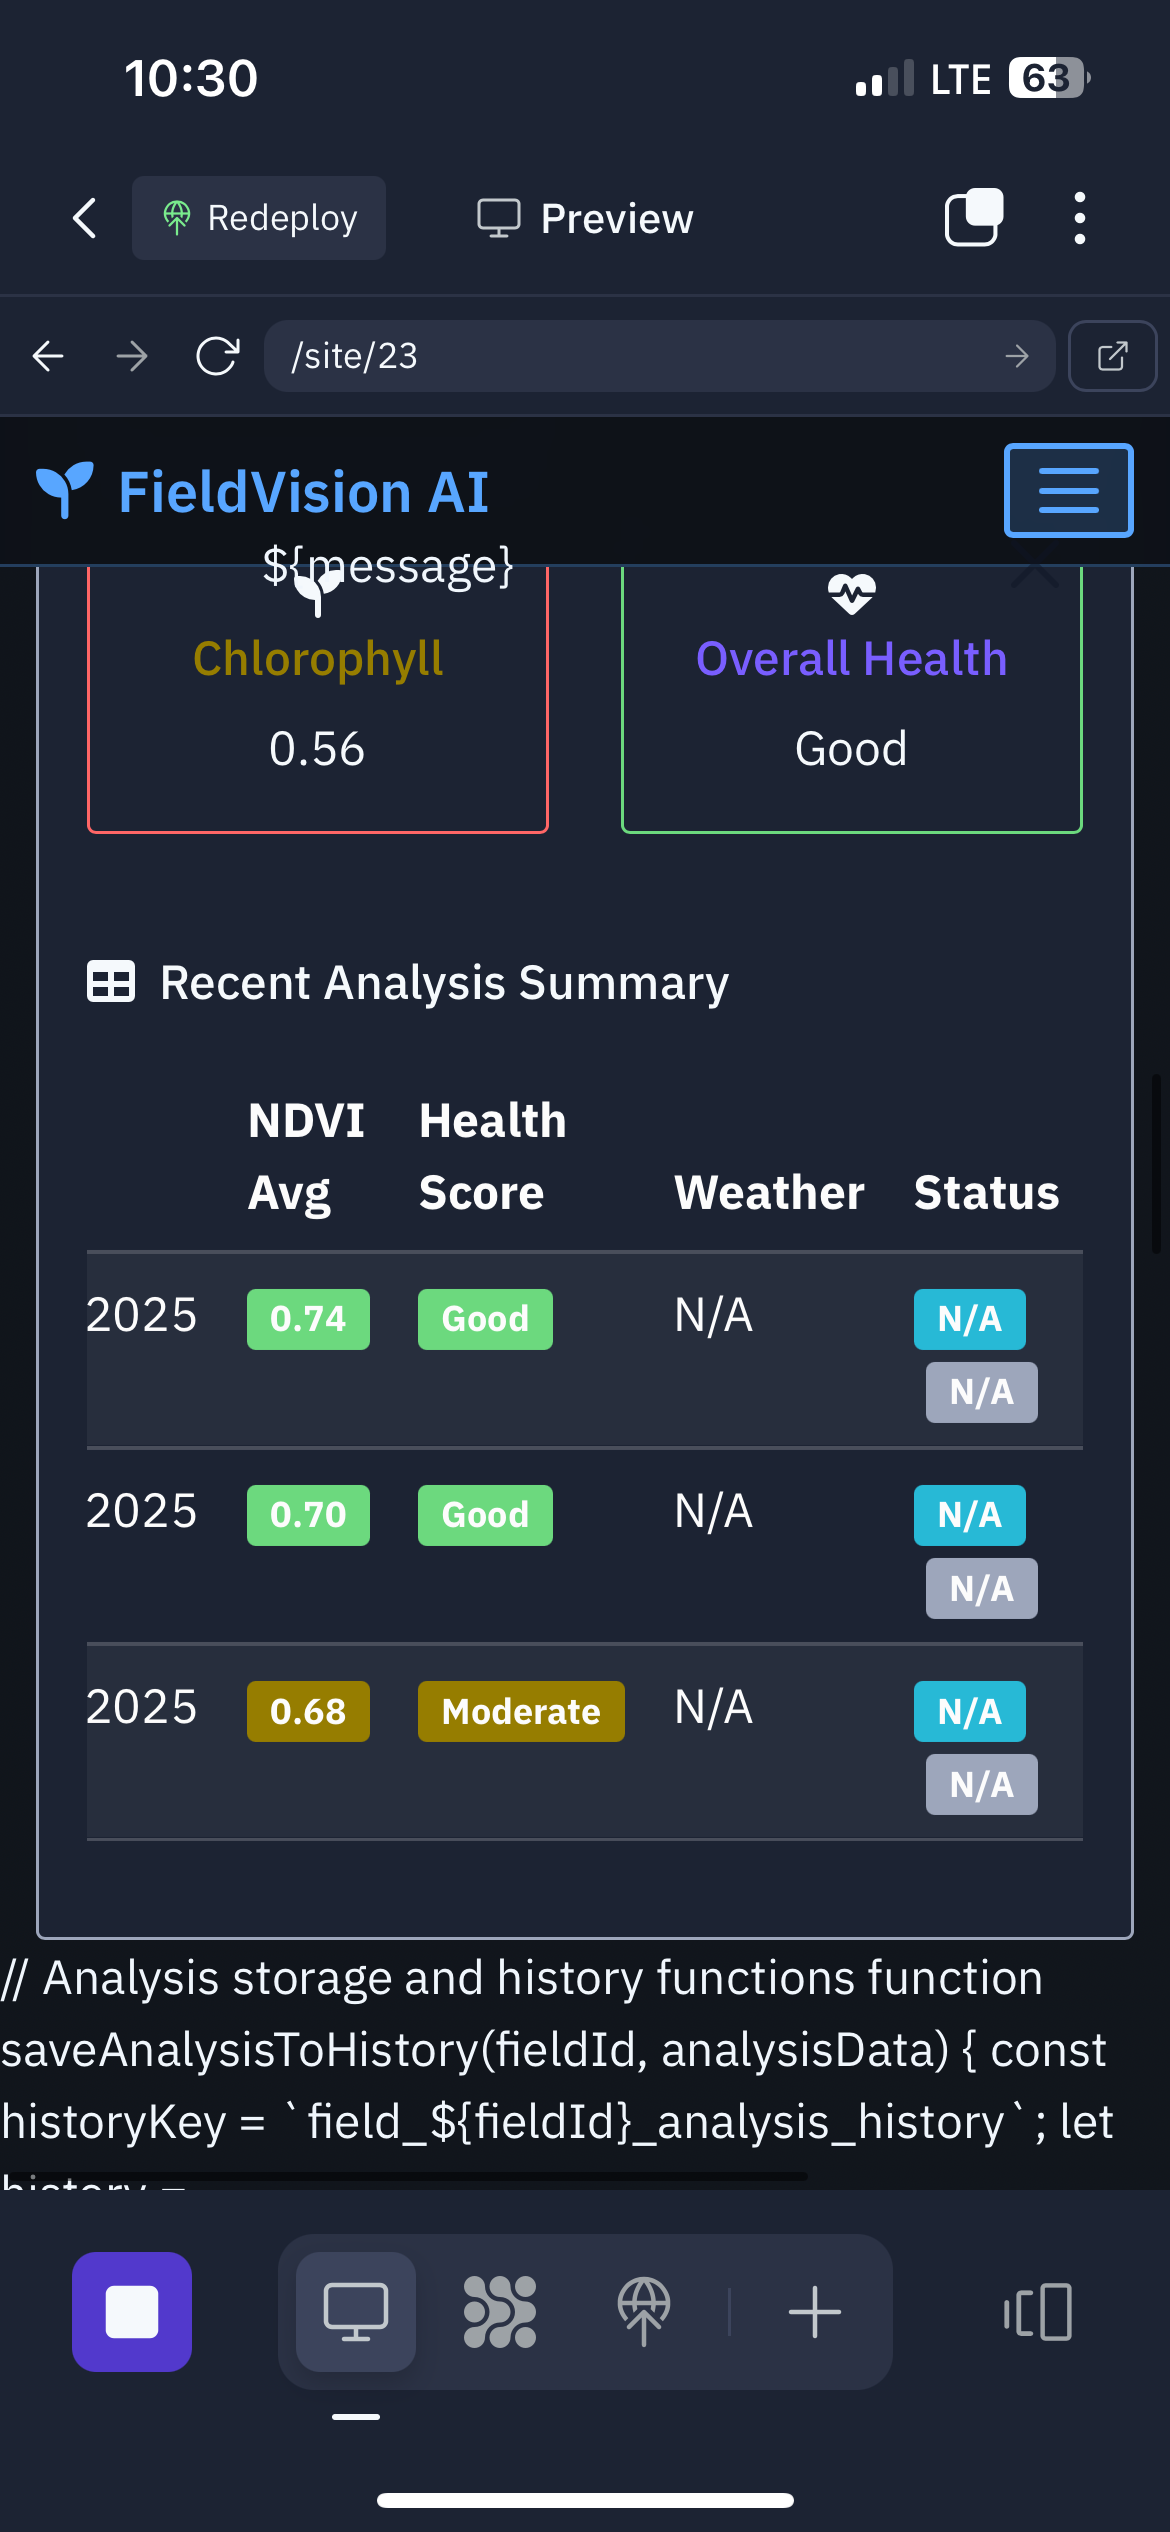 10:30
LTE 63
Redeploy
Preview
/site/23
FieldVision AI
${message}
Chlorophyll
0.56
Overall Health
Good
Recent Analysis Summary
NDVI Avg
Health Score
Weather
Status
2025 0.74 Good N/A N/A
N/A
2025 0.70 Good N/A N/A
N/A
2025 0.68 Moderate N/A N/A
N/A
// Analysis storage and history functions function
saveAnalysisToHistory(fieldId, analysisData) { const
historyKey = `field_${fieldId}_analysis_history`; let
history =